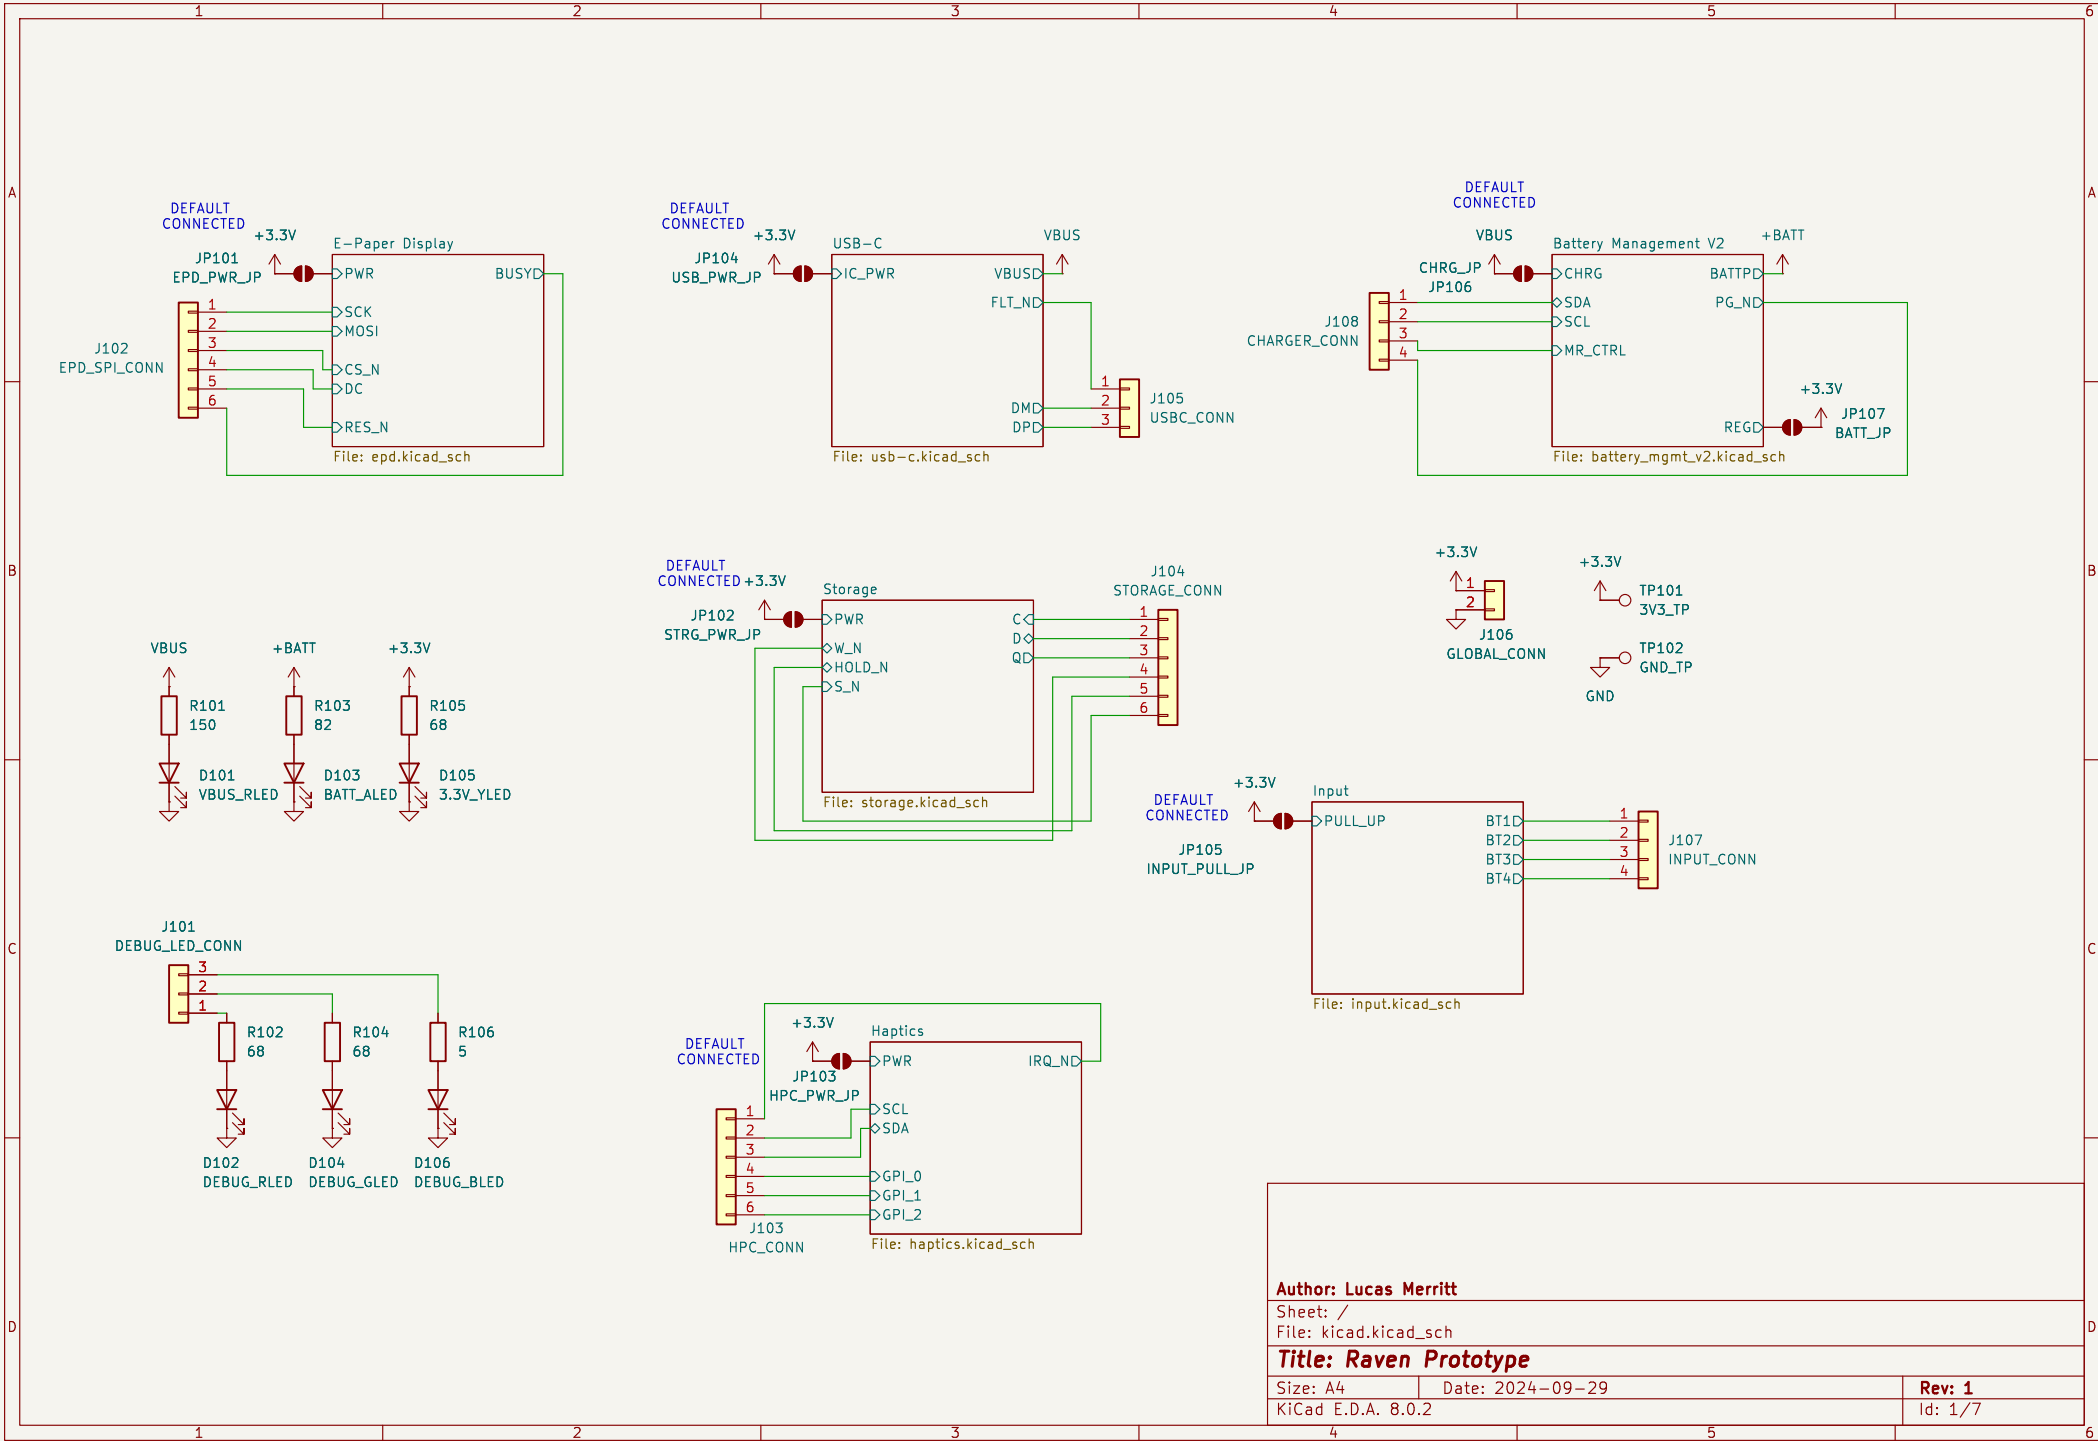 1 2 3 4 5 6
A
B
C
D
DEFAULT
CONNECTED
+3.3V
JP101
EPD_PWR_JP
E-Paper Display
PWR
BUSY
SCK
MOSI
CS_N
DC
RES_N
1
2
3
4
5
6
J102
EPD_SPI_CONN
File: epd.kicad_sch
DEFAULT
CONNECTED
+3.3V
JP104
USB_PWR_JP
USB-C
VBUS
IC_PWR
VBUS
FLT_N
DM
DP
1
2
3
J105
USBC_CONN
File: usb-c.kicad_sch
DEFAULT
CONNECTED
VBUS
CHRG_JP
JP106
Battery Management V2
+BATT
CHRG
BATTP
SDA
PG_N
SCL
MR_CTRL
REG
1
2
3
4
J108
CHARGER_CONN
+3.3V
JP107
BATT_JP
File: battery_mgmt_v2.kicad_sch
VBUS
R101
150
D101
VBUS_RLED
+BATT
R103
82
D103
BATT_ALED
+3.3V
R105
68
D105
3.3V_YLED
DEFAULT
CONNECTED
+3.3V
JP102
STRG_PWR_JP
Storage
PWR
W_N
HOLD_N
S_N
C
D
Q
J104
STORAGE_CONN
1
2
3
4
5
6
File: storage.kicad_sch
+3.3V
1
2
J106
GLOBAL_CONN
+3.3V
TP101
3V3_TP
TP102
GND_TP
GND
DEFAULT
CONNECTED
+3.3V
JP105
INPUT_PULL_JP
Input
PULL_UP
BT1
BT2
BT3
BT4
1
2
3
4
J107
INPUT_CONN
File: input.kicad_sch
J101
DEBUG_LED_CONN
3
2
1
R102
68
R104
68
R106
5
D102
DEBUG_RLED
D104
DEBUG_GLED
D106
DEBUG_BLED
DEFAULT
CONNECTED
+3.3V
JP103
HPC_PWR_JP
Haptics
PWR
IRQ_N
SCL
SDA
GPI_0
GPI_1
GPI_2
1
2
3
4
5
6
J103
HPC_CONN
File: haptics.kicad_sch
Author: Lucas Merritt
Sheet: /
File: kicad.kicad_sch
Title: Raven Prototype
Size: A4
Date: 2024-09-29
Rev: 1
KiCad E.D.A. 8.0.2
Id: 1/7
A
B
C
D
1 2 3 4 5 6